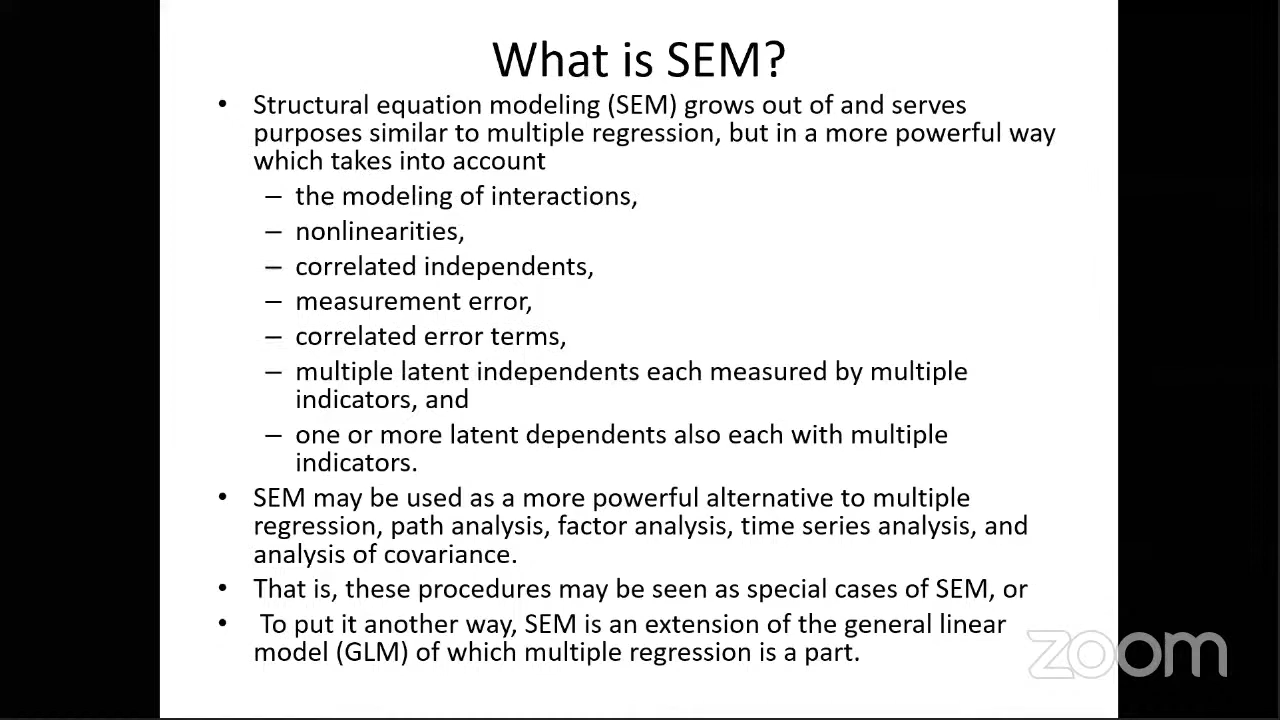 What is SEM?
• Structural equation modeling (SEM) grows out of and serves
purposes similar to multiple regression, but in a more powerful way
which takes into account
– the modeling of interactions,
– nonlinearities,
– correlated independents,
– measurement error,
– correlated error terms,
– multiple latent independents each measured by multiple
indicators, and
– one or more latent dependents also each with multiple
indicators.
• SEM may be used as a more powerful alternative to multiple
regression, path analysis, factor analysis, time series analysis, and
analysis of covariance.
• That is, these procedures may be seen as special cases of SEM, or
• To put it another way, SEM is an extension of the general linear
model (GLM) of which multiple regression is a part.
zoom